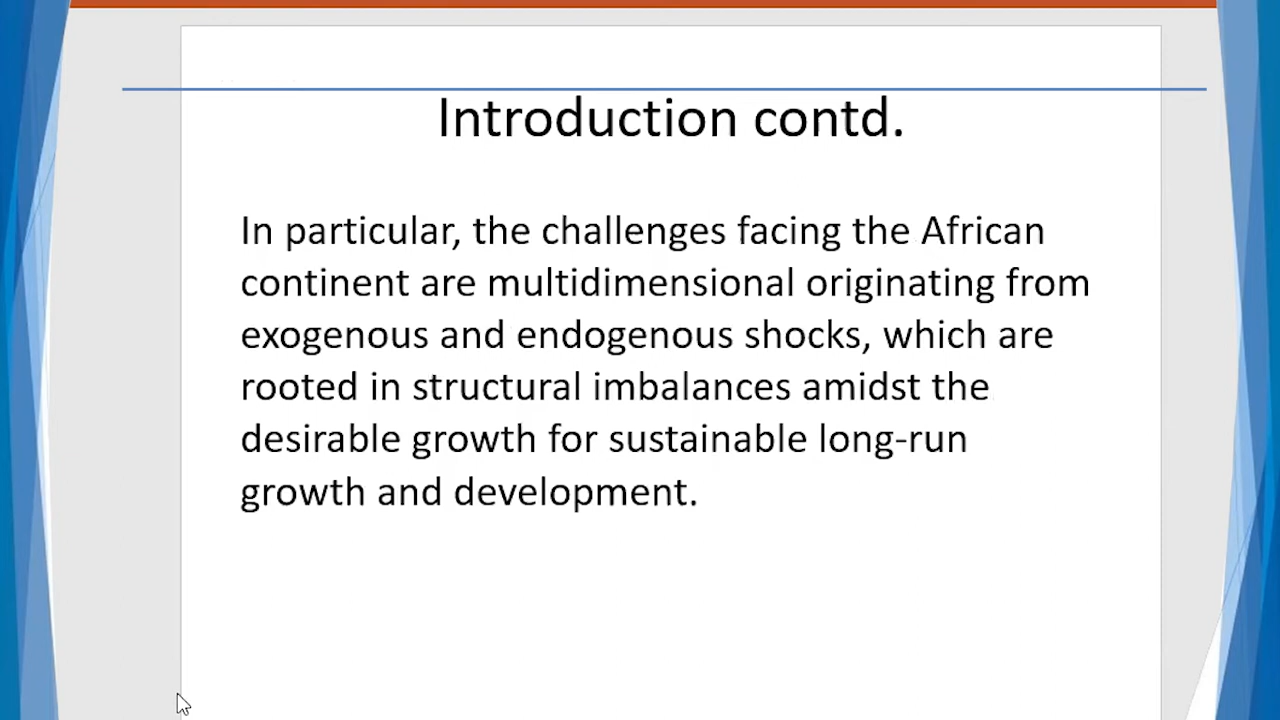 Introduction contd.
In particular, the challenges facing the African
continent are multidimensional originating from
exogenous and endogenous shocks, which are
rooted in structural imbalances amidst the
desirable growth for sustainable long-run
growth and development.